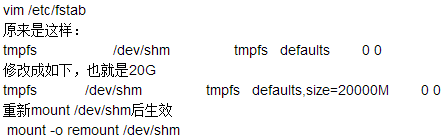 vim /etc/fstab
原来是这样：
tmpfs /dev/shm tmpfs defaults 0 0
修改成如下，也就是20G
tmpfs /dev/shm tmpfs defaults,size=20000M 0 0
重新mount /dev/shm后生效
mount -o remount /dev/shm